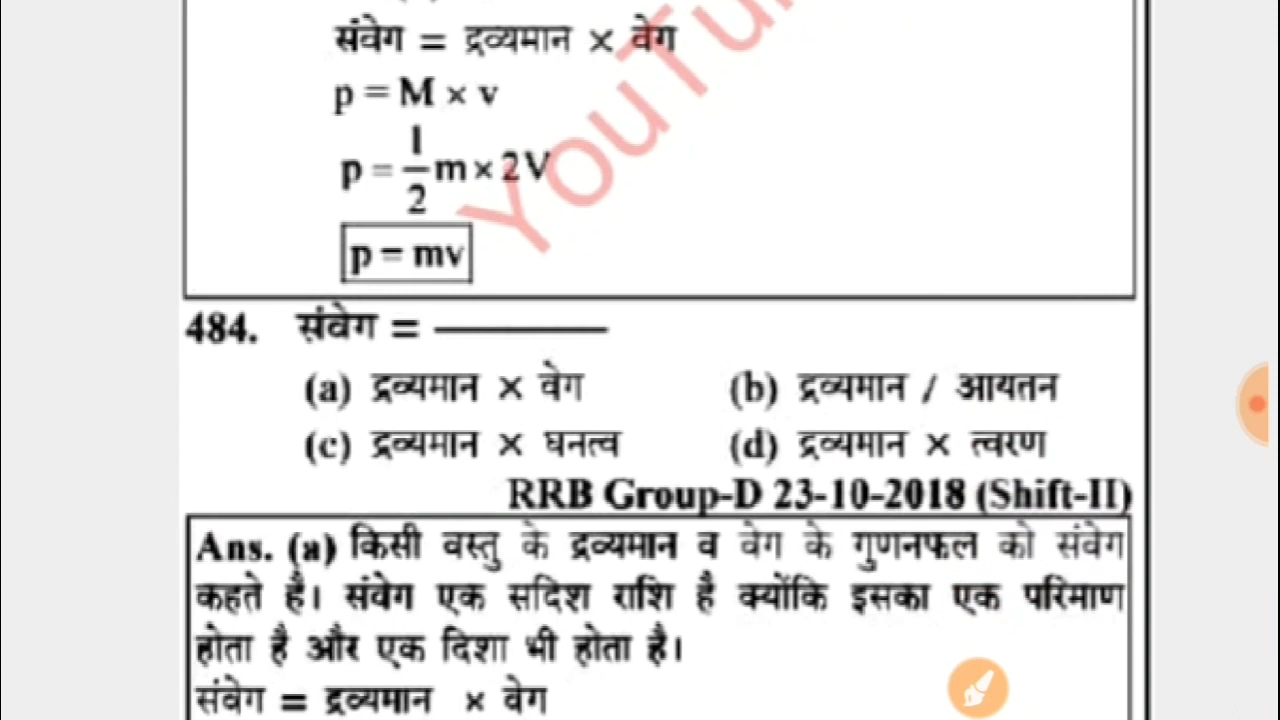 संवेग = द्रव्यमान × वेग
p = M × v
p = 1/2 m × 2V
p = mv
YouTu
484. संवेग = ————
(a) द्रव्यमान × वेग (b) द्रव्यमान / आयतन
(c) द्रव्यमान × घनत्व (d) द्रव्यमान × त्वरण
RRB Group-D 23-10-2018 (Shift-II)
Ans. (a) किसी वस्तु के द्रव्यमान व वेग के गुणनफल को संवेग
कहते हैं। संवेग एक सदिश राशि है क्योंकि इसका एक परिमाण
होता है और एक दिशा भी होता है।
संवेग = द्रव्यमान × वेग